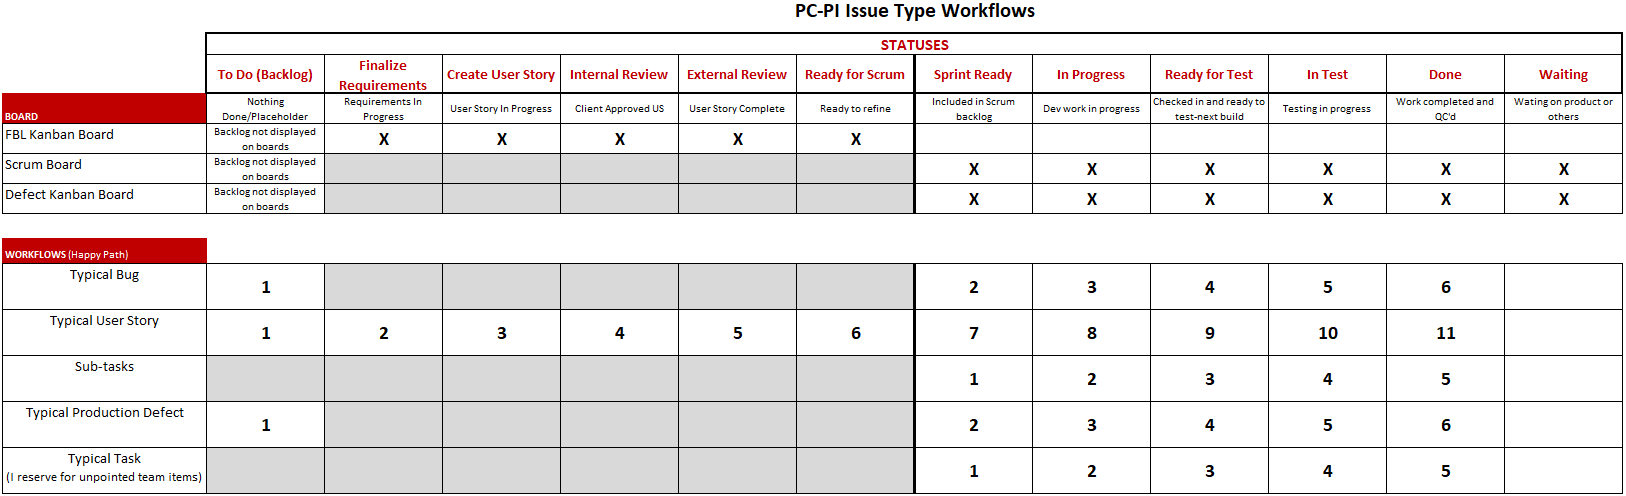 PC-PI Issue Type Workflows
STATUSES
To Do (Backlog) Finalize Requirements Create User Story Internal Review External Review Ready for Scrum Sprint Ready In Progress Ready for Test In Test Done Waiting
BOARD Nothing Done/Placeholder Requirements In Progress User Story In Progress Client Approved US User Story Complete Ready to refine Included in Scrum backlog Dev work in progress Checked in and ready to test-next build Testing in progress Work completed and QC'd Wating on product or others
FBL Kanban Board Backlog not displayed on boards X X X X X
Scrum Board Backlog not displayed on boards X X X X X X
Defect Kanban Board Backlog not displayed on boards X X X X X X
WORKFLOWS (Happy Path)
Typical Bug 1 2 3 4 5 6
Typical User Story 1 2 3 4 5 6 7 8 9 10 11
Sub-tasks 1 2 3 4 5
Typical Production Defect 1 2 3 4 5 6
Typical Task
(I reserve for unpointed team items) 1 2 3 4 5